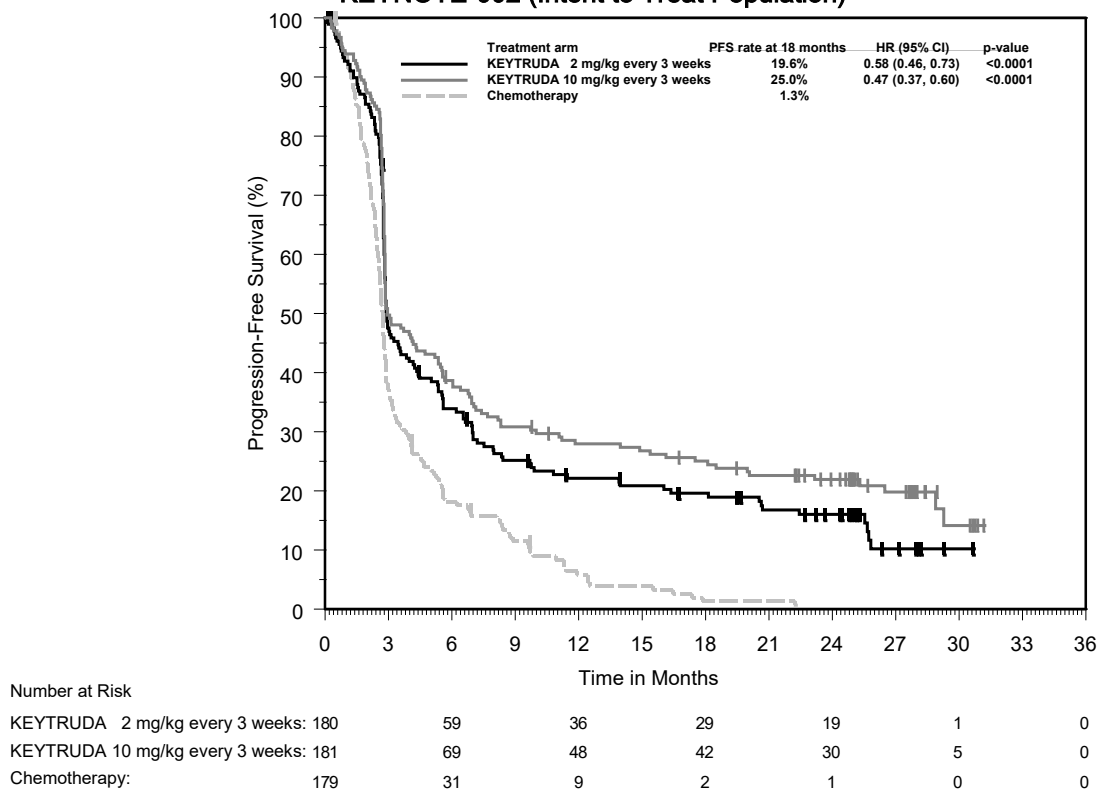 Treatment arm PFS rate at 18 months HR (95% CI) p-value
KEYTRUDA 2 mg/kg every 3 weeks 19.6% 0.58 (0.46, 0.73) <0.0001
KEYTRUDA 10 mg/kg every 3 weeks 25.0% 0.47 (0.37, 0.60) <0.0001
Chemotherapy 1.3%
Progression-Free Survival (%)
100
90
80
70
60
50
40
30
20
10
0
0 3 6 9 12 15 18 21 24 27 30 33 36
Time in Months
Number at Risk
KEYTRUDA 2 mg/kg every 3 weeks: 180 59 36 29 19 1 0
KEYTRUDA 10 mg/kg every 3 weeks: 181 69 48 42 30 5 0
Chemotherapy: 179 31 9 2 1 0 0